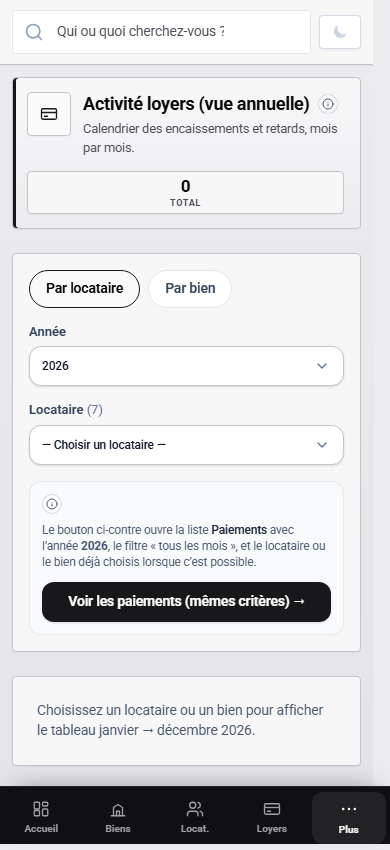 Qui ou quoi cherchez-vous ?
Activité loyers (vue annuelle)
Calendrier des encaissements et retards, mois
par mois.
0
TOTAL
Par locataire
Par bien
Année
2026
Locataire (7)
— Choisir un locataire —
Le bouton ci-contre ouvre la liste Paiements avec
l'année 2026, le filtre « tous les mois », et le locataire ou
le bien déjà choisis lorsque c'est possible.
Voir les paiements (mêmes critères) →
Choisissez un locataire ou un bien pour afficher
le tableau janvier → décembre 2026.
Accueil
Biens
Locat.
Loyers
Plus